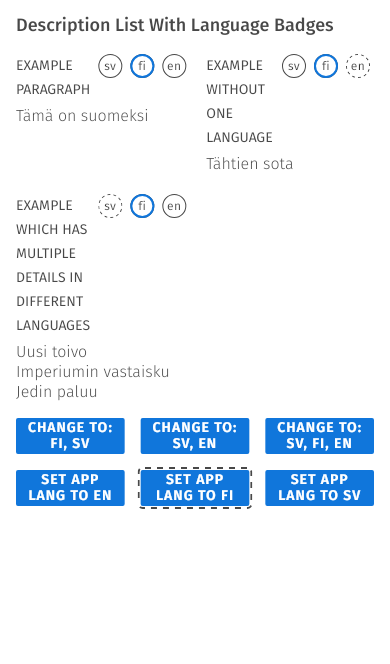 Description List With Language Badges
EXAMPLE PARAGRAPH
sv fi en
Tämä on suomeksi
EXAMPLE WITHOUT ONE LANGUAGE
sv fi en
Tähtien sota
EXAMPLE WHICH HAS MULTIPLE DETAILS IN DIFFERENT LANGUAGES
sv fi en
Uusi toivo
Imperiumin vastaisku
Jedin paluu
CHANGE TO: FI, SV
CHANGE TO: SV, EN
CHANGE TO: SV, FI, EN
SET APP LANG TO EN
SET APP LANG TO FI
SET APP LANG TO SV